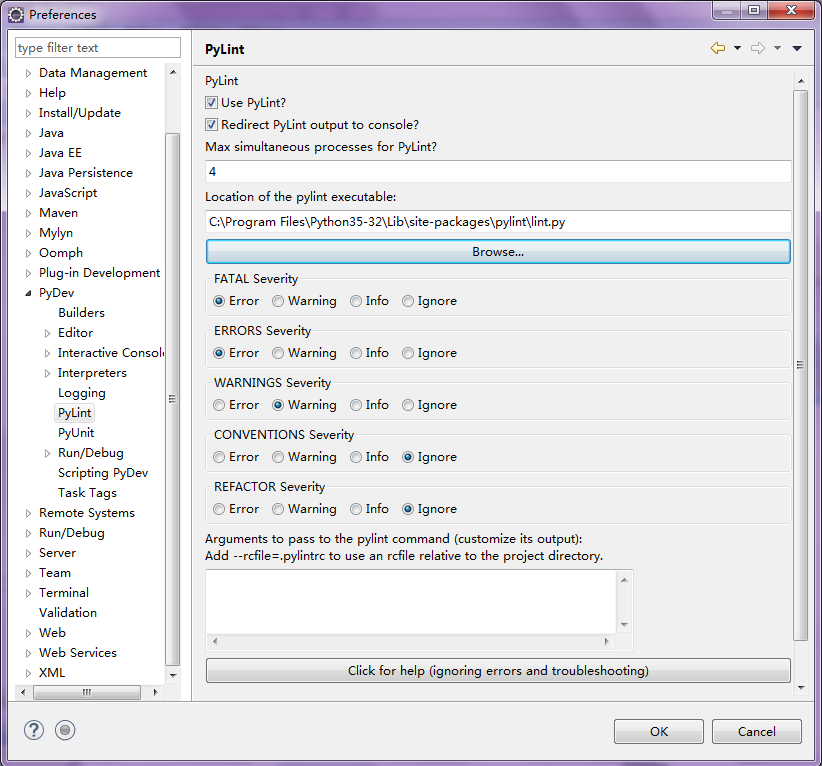 Preferences
type filter text
Data Management
Help
Install/Update
Java
Java EE
Java Persistence
JavaScript
Maven
Mylyn
Oomph
Plug-in Development
PyDev
Builders
Editor
Interactive Consol
Interpreters
Logging
PyLint
PyUnit
Run/Debug
Scripting PyDev
Task Tags
Remote Systems
Run/Debug
Server
Team
Terminal
Validation
Web
Web Services
XML
PyLint
PyLint
Use PyLint?
Redirect PyLint output to console?
Max simultaneous processes for PyLint?
4
Location of the pylint executable:
C:\Program Files\Python35-32\Lib\site-packages\pylint\lint.py
Browse...
FATAL Severity
Error Warning Info Ignore
ERRORS Severity
Error Warning Info Ignore
WARNINGS Severity
Error Warning Info Ignore
CONVENTIONS Severity
Error Warning Info Ignore
REFACTOR Severity
Error Warning Info Ignore
Arguments to pass to the pylint command (customize its output):
Add --rcfile=.pylintrc to use an rcfile relative to the project directory.
Click for help (ignoring errors and troubleshooting)
?
OK Cancel